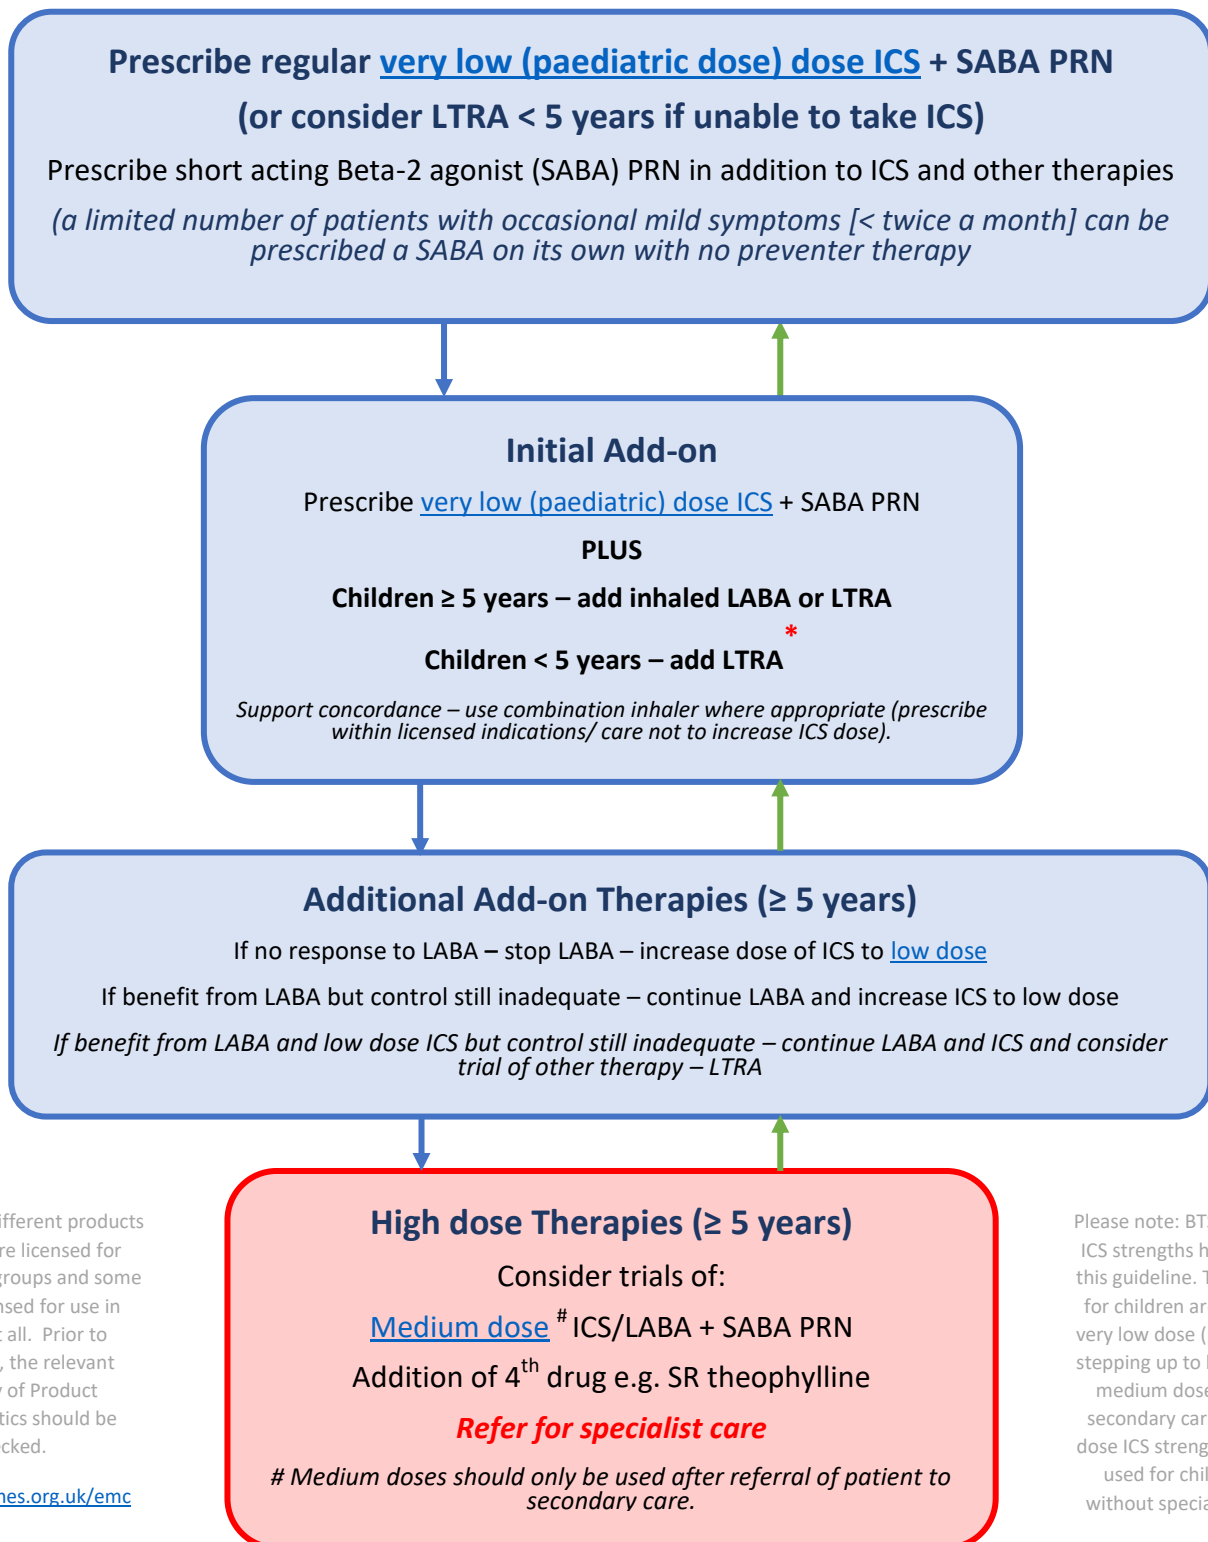 Prescribe regular very low (paediatric dose) dose ICS + SABA PRN
(or consider LTRA < 5 years if unable to take ICS)
Prescribe short acting Beta-2 agonist (SABA) PRN in addition to ICS and other therapies
(a limited number of patients with occasional mild symptoms [< twice a month] can be
prescribed a SABA on its own with no preventer therapy
Initial Add-on
Prescribe very low (paediatric) dose ICS + SABA PRN
PLUS
Children ≥ 5 years – add inhaled LABA or LTRA
Children < 5 years – add LTRA*
Support concordance – use combination inhaler where appropriate (prescribe
within licensed indications/ care not to increase ICS dose).
Additional Add-on Therapies (≥ 5 years)
If no response to LABA – stop LABA – increase dose of ICS to low dose
If benefit from LABA but control still inadequate – continue LABA and increase ICS to low dose
If benefit from LABA and low dose ICS but control still inadequate – continue LABA and ICS and consider
trial of other therapy – LTRA
High dose Therapies (≥ 5 years)
Consider trials of:
Medium dose # ICS/LABA + SABA PRN
Addition of 4th drug e.g. SR theophylline
Refer for specialist care
# Medium doses should only be used after referral of patient to
secondary care.
ifferent products
re licensed for
groups and some
nsed for use in
t all. Prior to
, the relevant
y of Product
tics should be
cked.
nes.org.uk/emc
Please note: BT
ICS strengths h
this guideline. T
for children ar
very low dose (
stepping up to
medium dose
secondary car
dose ICS streng
used for chil
without specia